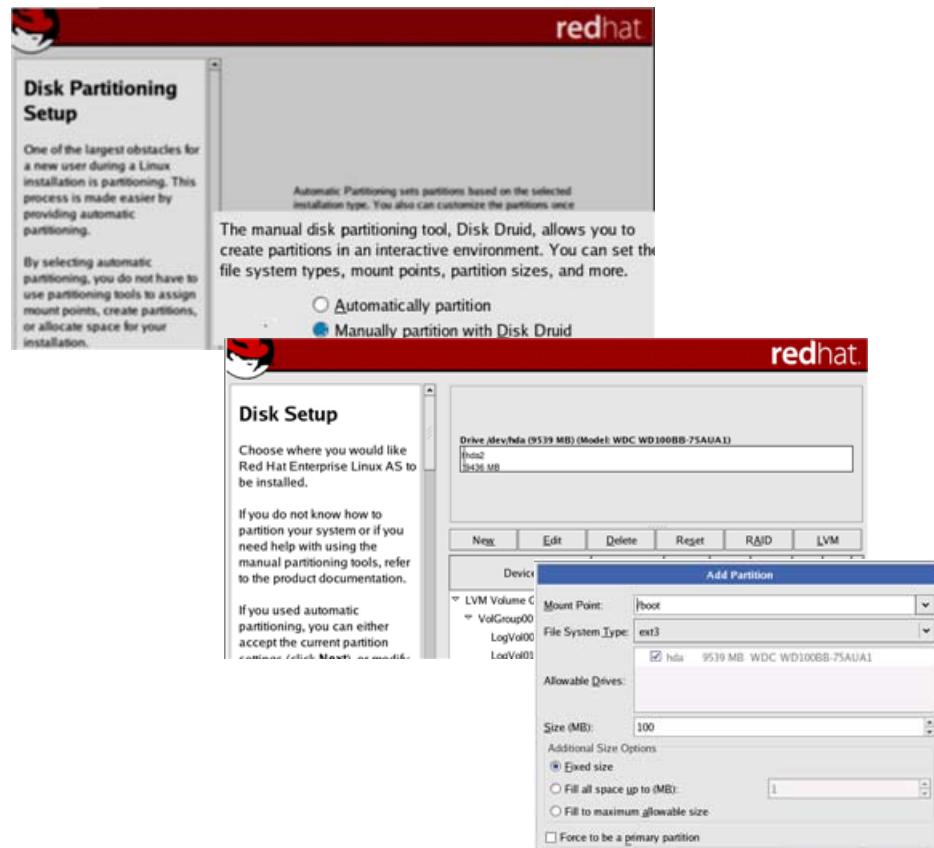 redhat
Disk Partitioning
Setup
One of the largest obstacles for
a new user during a Linux
installation is partitioning. This
process is made easier by
providing automatic
partitioning.
By selecting automatic
partitioning, you do not have to
use partitioning tools to assign
mount points, create partitions,
or allocate space for your
installation.
Automatic Partitioning sets partitions based on the selected
installation type. You also can customize the partitions once
The manual disk partitioning tool, Disk Druid, allows you to
create partitions in an interactive environment. You can set the
file system types, mount points, partition sizes, and more.
Automatically partition
Manually partition with Disk Druid
redhat.
Disk Setup
Choose where you would like
Red Hat Enterprise Linux AS to
be installed.
If you do not know how to
partition your system or if you
need help with using the
manual partitioning tools, refer
to the product documentation.
If you used automatic
partitioning, you can either
accept the current partition
settings (click Next), or modify
Drive /dev/hda (9539 MB) (Model: WDC WD100BB-75AUA1)
hda2
9436 MB
New Edit Delete Reset RAID LVM
Device
LVM Volume G
VolGroup00
LogVol00
LogVol01
Add Partition
Mount Point: /boot
File System Type: ext3
Allowable Drives: hda 9539 MB WDC WD100BB-75AUA1
Size (MB): 100
Additional Size Options
Fixed size
Fill all space up to (MB): 1
Fill to maximum allowable size
Force to be a primary partition